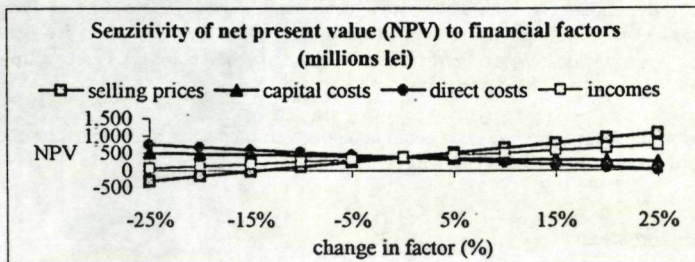 Senzitivity of net present value (NPV) to financial factors
(millions lei)
selling prices capital costs direct costs incomes
1,500
1,000
500
0
-500
NPV
-25% -15% -5% 5% 15% 25%
change in factor (%)